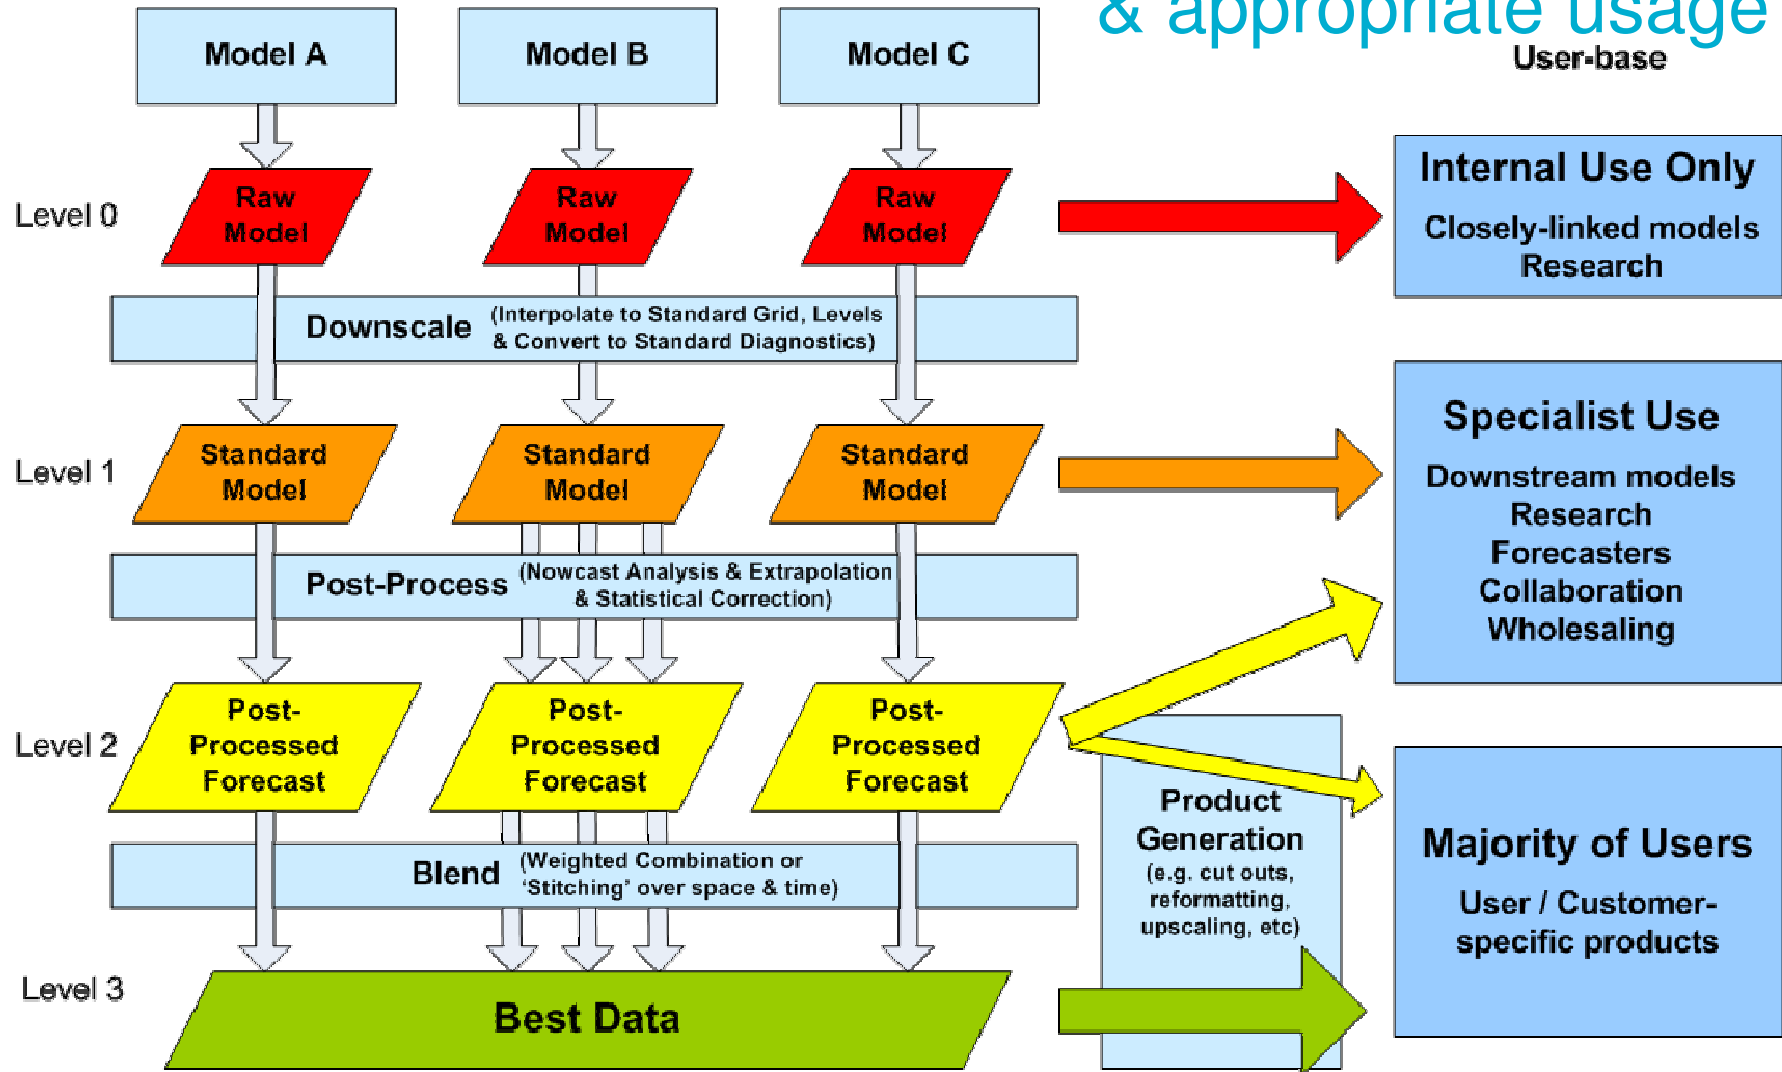 & appropriate usage
User-base
Model A
Model B
Model C
Level 0
Raw
Model
Raw
Model
Raw
Model
Internal Use Only
Closely-linked models
Research
Downscale
(Interpolate to Standard Grid, Levels
& Convert to Standard Diagnostics)
Level 1
Standard
Model
Standard
Model
Standard
Model
Specialist Use
Downstream models
Research
Forecasters
Collaboration
Wholesaling
Post-Process
(Nowcast Analysis & Extrapolation
& Statistical Correction)
Level 2
Post-
Processed
Forecast
Post-
Processed
Forecast
Post-
Processed
Forecast
Product
Generation
(e.g. cut outs,
reformatting,
upscaling, etc)
Majority of Users
User / Customer-
specific products
Blend
(Weighted Combination or
‘Stitching’ over space & time)
Level 3
Best Data